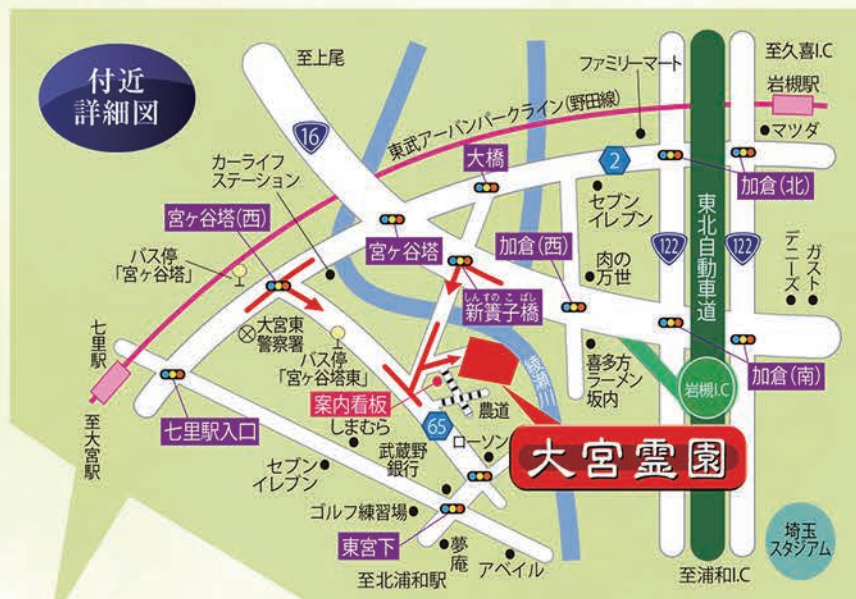 付近
詳細図
至上尾
16
東武アーバンパークライン(野田線)
ファミリーマート
至久喜I.C
岩槻駅
マツダ
大橋
2
カーライフ
ステーション
セブン
イレブン
加倉(北)
宮ヶ谷塔(西)
宮ヶ谷塔
加倉(西)
肉の
万世
122
東北自動車道
122
デニーズ
ガスト
バス停
「宮ヶ谷塔」
しんすのこばし
新簀子橋
大宮東
警察署
バス停
「宮ヶ谷塔東」
綾瀬川
喜多方
ラーメン
坂内
岩槻I.C
加倉(南)
七里駅
至大宮駅
七里駅入口
案内看板
農道
しまむら
65
武蔵野
銀行
ローソン
大宮霊園
セブン
イレブン
ゴルフ練習場
東宮下
夢庵
アベイル
至北浦和駅
至浦和I.C
埼玉
スタジアム